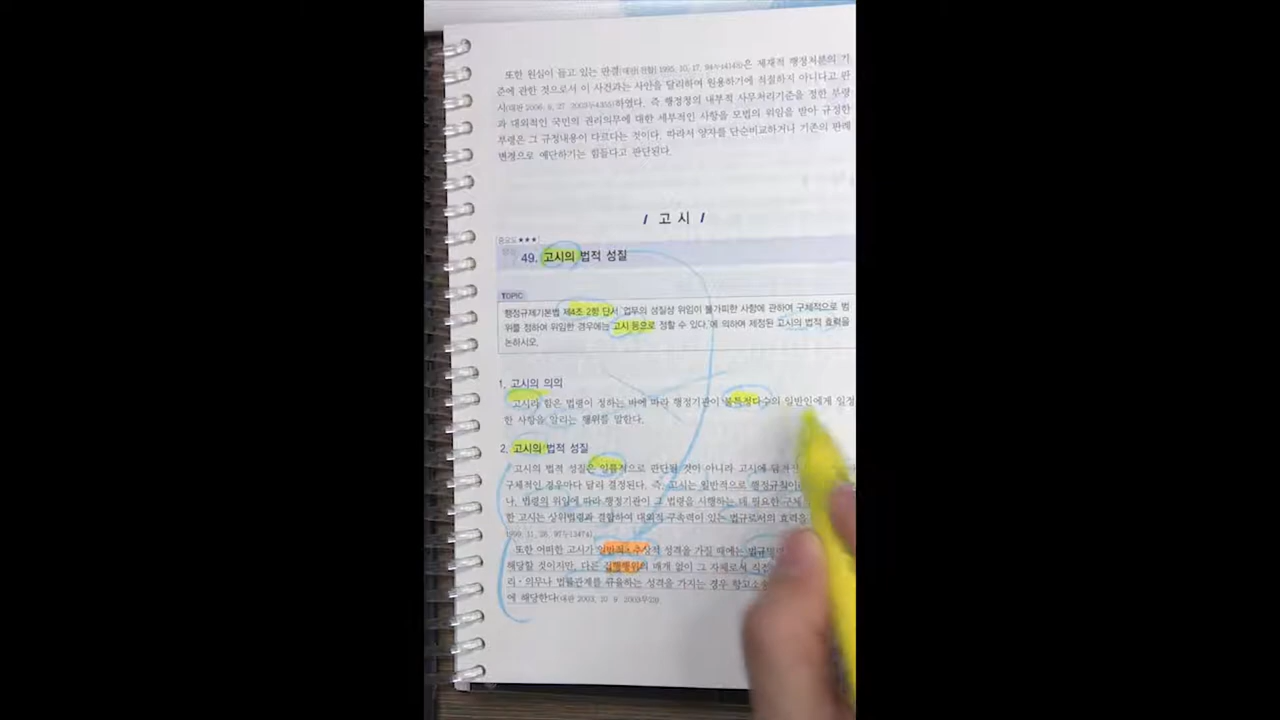 또한 원심이 들고 있는 판결(대판(전합) 1995. 10. 17, 94누14148)은 제재적 행정처분의 기
준에 관한 것으로서 이 사건과는 사안을 달리하여 원용하기에 적절하지 아니하다고 판
시(대판 2006. 6. 27. 2003두4355)하였다. 즉 행정청의 내부적 사무처리기준을 정한 부령
과 대외적인 국민의 권리의무에 대한 세부적인 사항을 모법의 위임을 받아 규정한
부령은 그 규정내용이 다르다는 것이다. 따라서 양자를 단순비교하거나 기존의 판례
변경으로 예단하기는 힘들다고 판단된다.
/ 고 시 /
중요도 ★★★
49. 고시의 법적 성질
TOPIC
행정규제기본법 제4조 2항 단서 '업무의 성질상 위임이 불가피한 사항에 관하여 구체적으로 범
위를 정하여 위임한 경우에는 고시 등으로 정할 수 있다.'에 의하여 제정된 고시의 법적 효력을
논하시오.
1. 고시의 의의
고시라 함은 법령이 정하는 바에 따라 행정기관이 불특정다수의 일반인에게 일정
한 사항을 알리는 행위를 말한다.
2. 고시의 법적 성질
고시의 법적 성질은 일률적으로 판단될 것이 아니라 고시에
구체적인 경우마다 달리 결정된다. 즉, 고시는 일반적으로 행정규칙이
나, 법령의 위임에 따라 행정기관이 그 법령을 시행하는 데 필요한 구체
한 고시는 상위법령과 결합하여 대외적 구속력이 있는 법규로서의 효력을
1999. 11. 26, 97누13474)
또한 어떠한 고시가 일반적·추상적 성격을 가질 때에는 법규명령
해당할 것이지만, 다른 집행행위의 매개 없이 그 자체로서 직접
리·의무나 법률관계를 규율하는 성격을 가지는 경우 항고소송
에 해당한다(대판 2003. 10. 9. 2003무23).